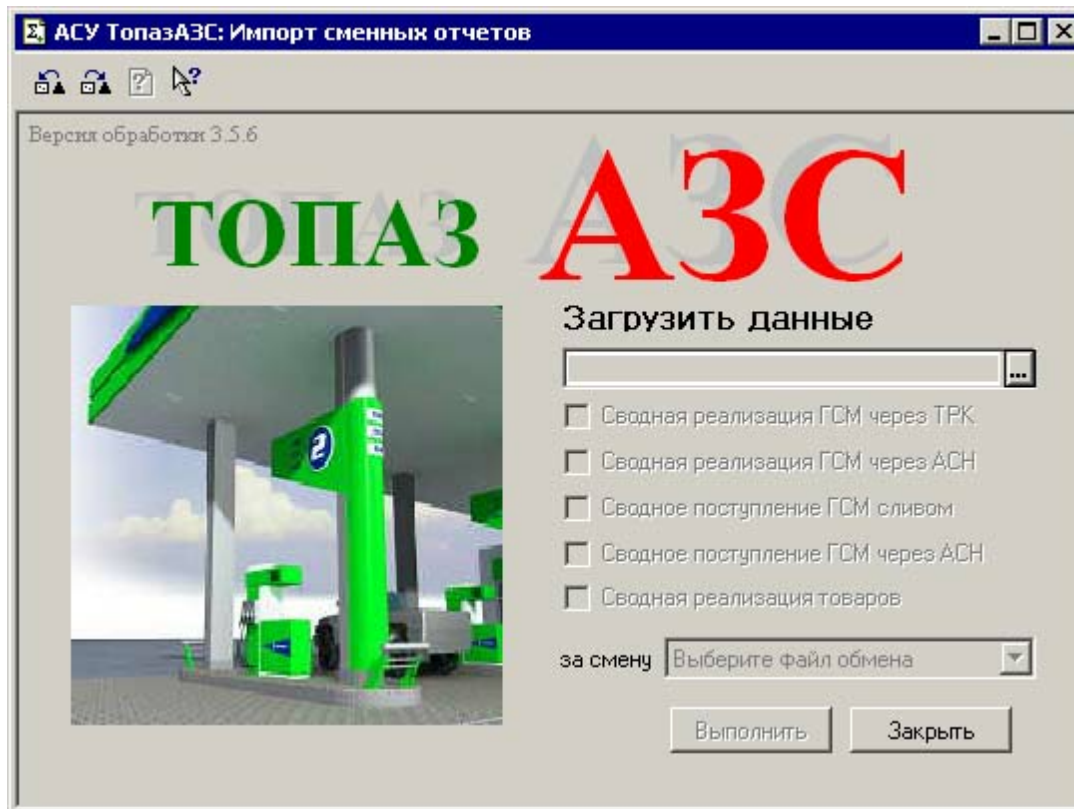 АСУ ТопазАЗС: Импорт сменных отчетов
Версия обработки 3.5.6
ТОПАЗ АЗС
Загрузить данные
...
Сводная реализация ГСМ через ТРК
Сводная реализация ГСМ через АСН
Сводное поступление ГСМ сливом
Сводное поступление ГСМ через АСН
Сводная реализация товаров
за смену Выберите файл обмена
Выполнить Закрыть
2